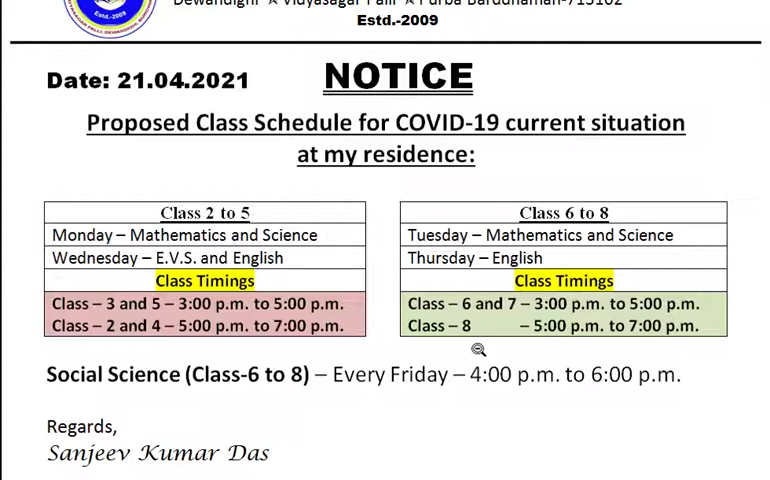 Estd.-2009
Estd.-2009
Date: 21.04.2021 NOTICE
Proposed Class Schedule for COVID-19 current situation
at my residence:
Class 2 to 5
Monday – Mathematics and Science
Wednesday – E.V.S. and English
Class Timings
Class – 3 and 5 – 3:00 p.m. to 5:00 p.m.
Class – 2 and 4 – 5:00 p.m. to 7:00 p.m.
Class 6 to 8
Tuesday – Mathematics and Science
Thursday – English
Class Timings
Class – 6 and 7 – 3:00 p.m. to 5:00 p.m.
Class – 8 – 5:00 p.m. to 7:00 p.m.
Social Science (Class-6 to 8) – Every Friday – 4:00 p.m. to 6:00 p.m.
Regards,
Sanjeev Kumar Das